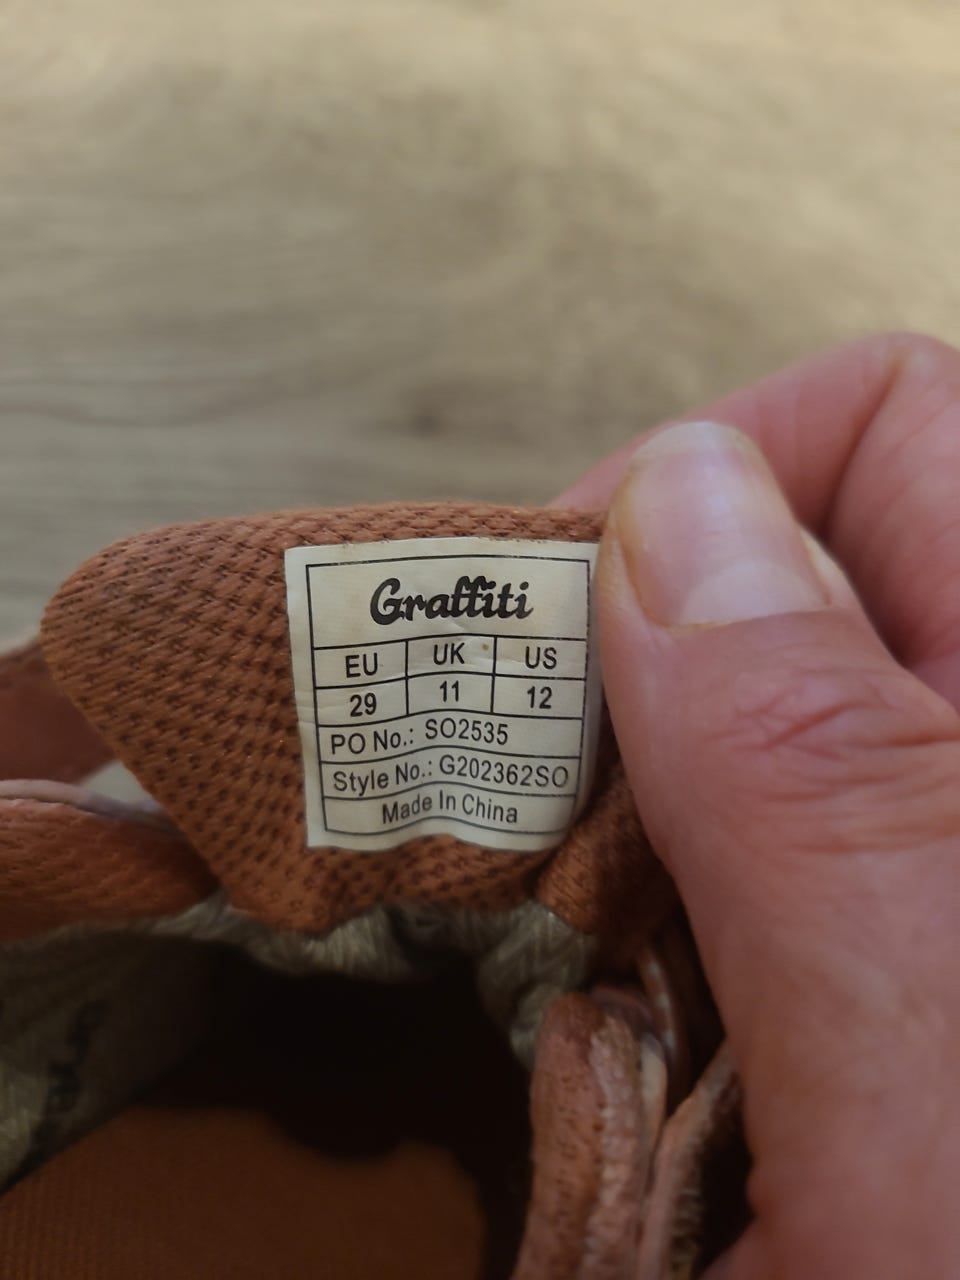 Graffiti
EU UK US
29 11 12
PO No.: SO2535
Style No.: G202362SO
Made In China